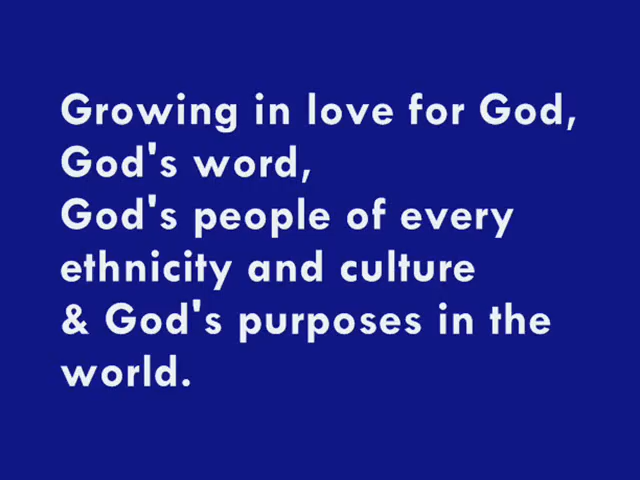 Growing in love for God,
God's word,
God's people of every
ethnicity and culture
& God's purposes in the
world.